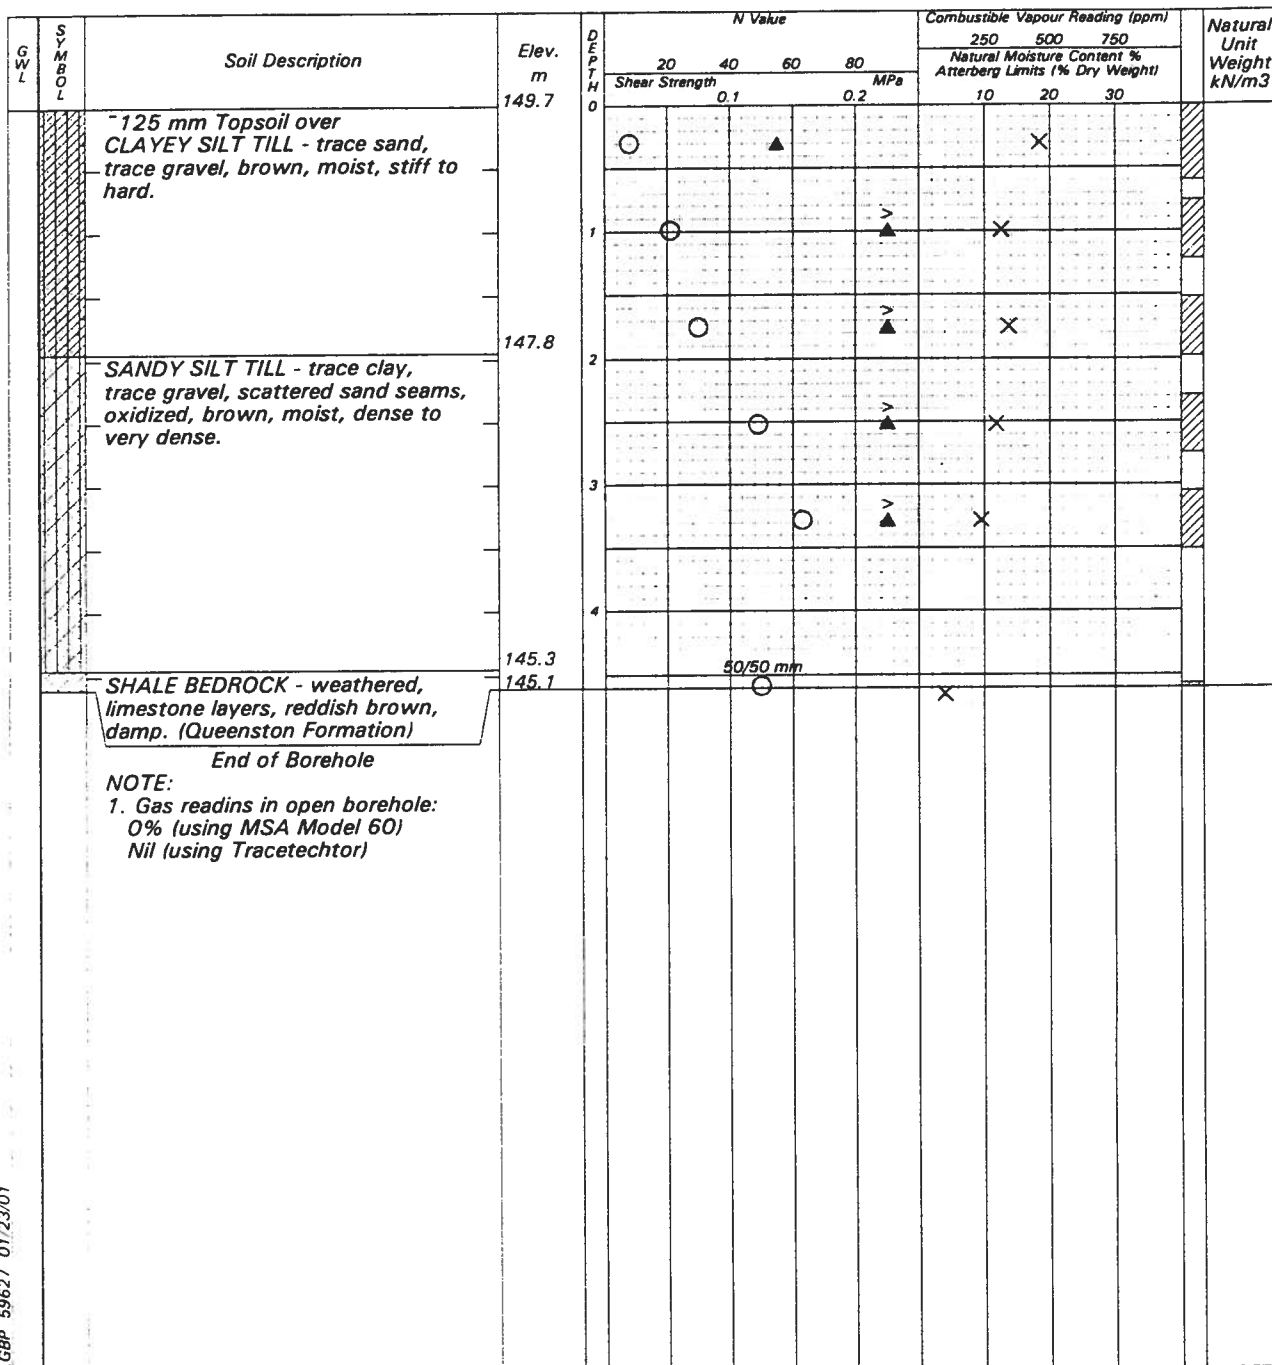 GWL
SYMBOL
Soil Description
Elev.
m
149.7
DEPTH
N Value
20 40 60 80
Shear Strength MPa
0.1 0.2
Combustible Vapour Reading (ppm)
250 500 750
Natural Moisture Content %
Atterberg Limits (% Dry Weight)
10 20 30
Natural
Unit
Weight
kN/m3
0
~125 mm Topsoil over
CLAYEY SILT TILL - trace sand,
trace gravel, brown, moist, stiff to
hard.
1
147.8
2
SANDY SILT TILL - trace clay,
trace gravel, scattered sand seams,
oxidized, brown, moist, dense to
very dense.
3
4
145.3
50/50 mm
145.1
SHALE BEDROCK - weathered,
limestone layers, reddish brown,
damp. (Queenston Formation)
End of Borehole
NOTE:
1. Gas readins in open borehole:
0% (using MSA Model 60)
Nil (using Tracetechtor)
GBP 59627 01/23/01